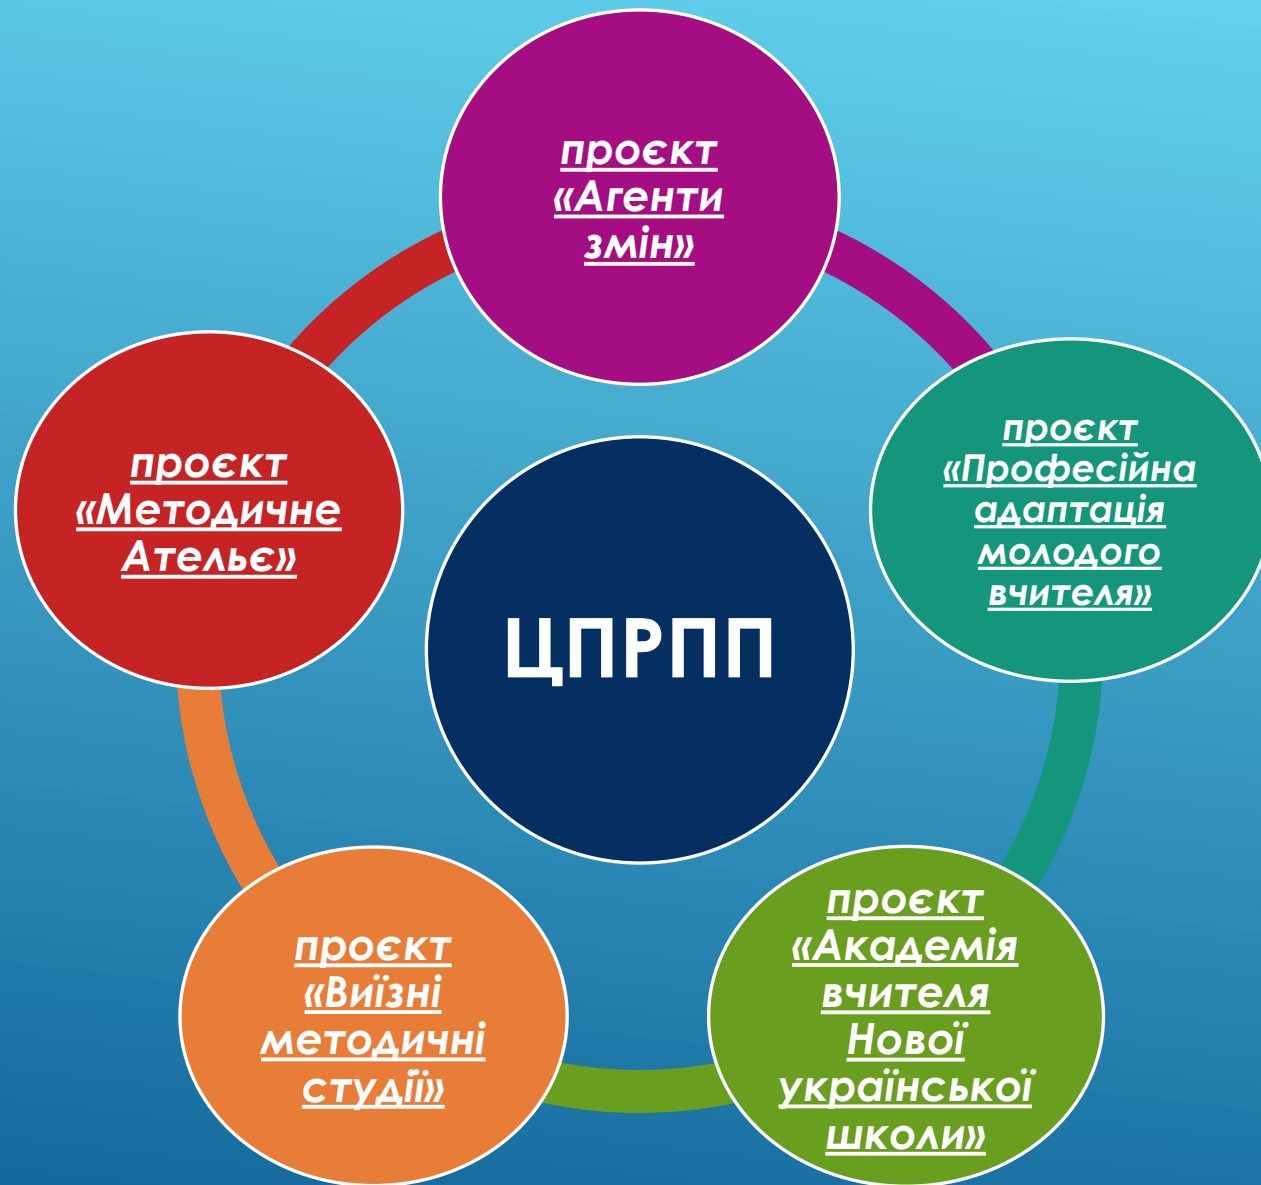 проєкт
«Агенти
змін»
проєкт
«Професійна
адаптація
молодого
вчителя»
проєкт
«Академія
вчителя
Нової
української
школи»
проєкт
«Виїзні
методичні
студії»
проєкт
«Методичне
Ательє»
ЦПРПП